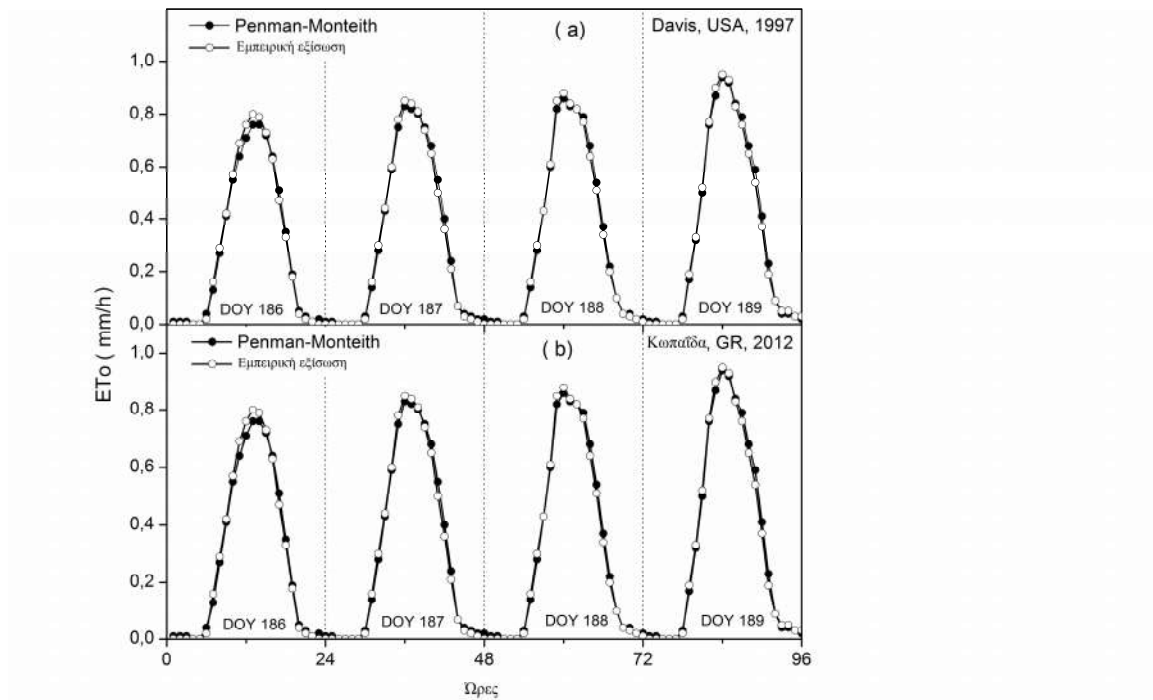 Penman-Monteith
Εμπειρική εξίσωση
( a )
Davis, USA, 1997
1,0
0,8
0,6
0,4
0,2
0,0
DOY 186
DOY 187
DOY 188
DOY 189
ETo ( mm/h )
Penman-Monteith
Εμπειρική εξίσωση
( b )
Κωπαΐδα, GR, 2012
1,0
0,8
0,6
0,4
0,2
0,0
DOY 186
DOY 187
DOY 188
DOY 189
0
24
48
72
96
Ώρες